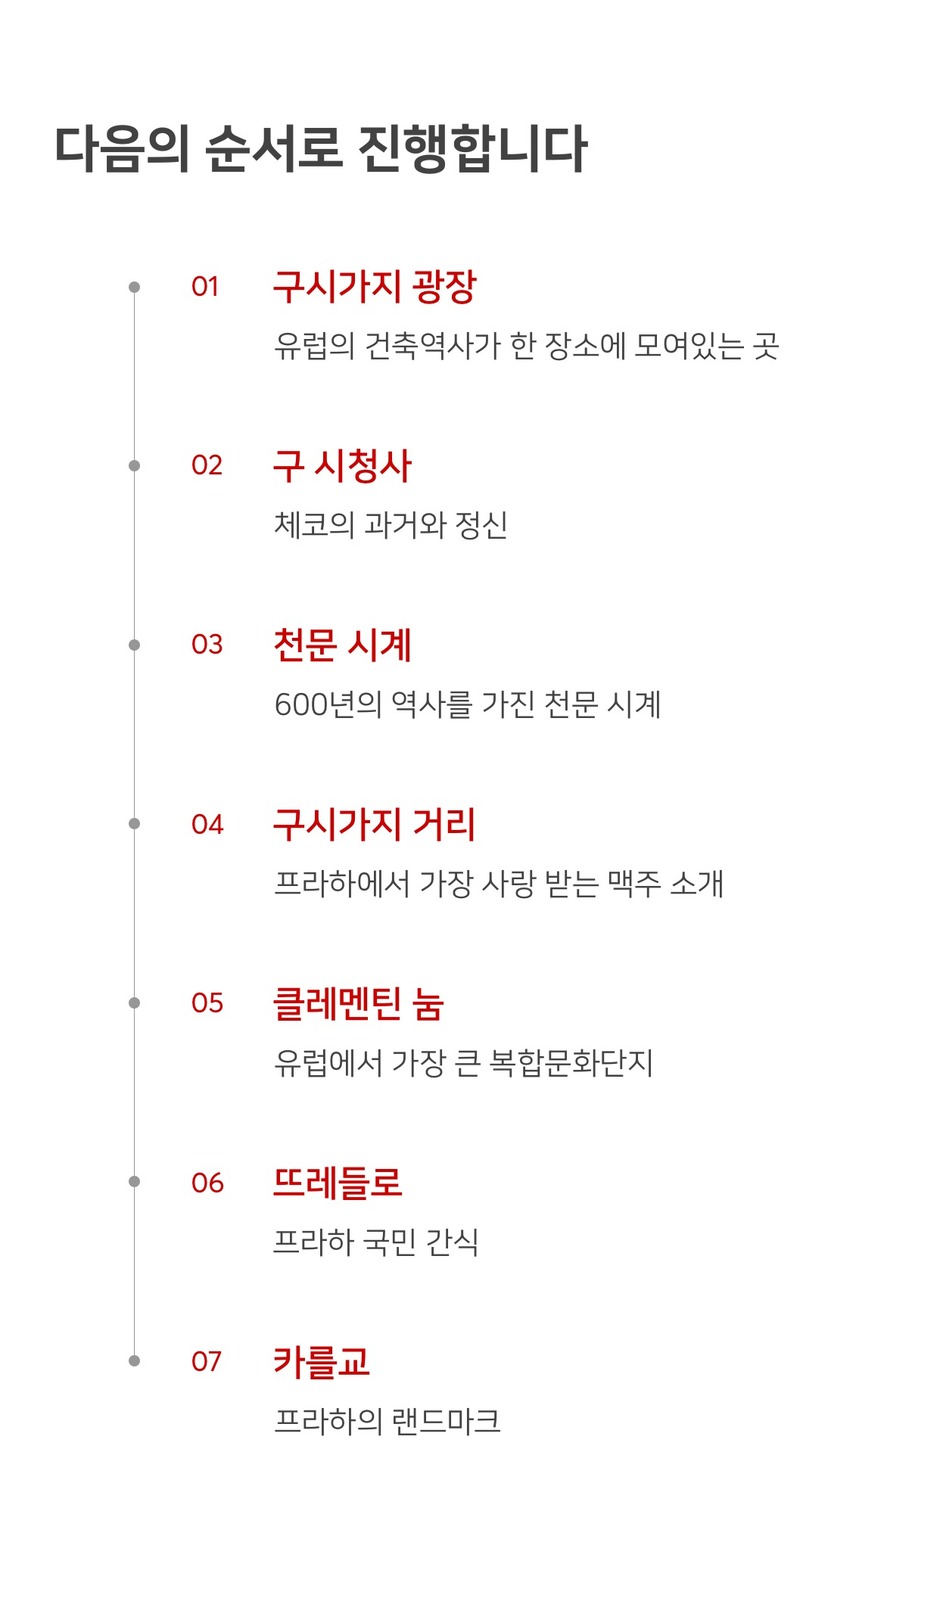 다음의 순서로 진행합니다
01 구시가지 광장
유럽의 건축역사가 한 장소에 모여있는 곳
02 구 시청사
체코의 과거와 정신
03 천문 시계
600년의 역사를 가진 천문 시계
04 구시가지 거리
프라하에서 가장 사랑 받는 맥주 소개
05 클레멘틴 눔
유럽에서 가장 큰 복합문화단지
06 뜨레들로
프라하 국민 간식
07 카를교
프라하의 랜드마크